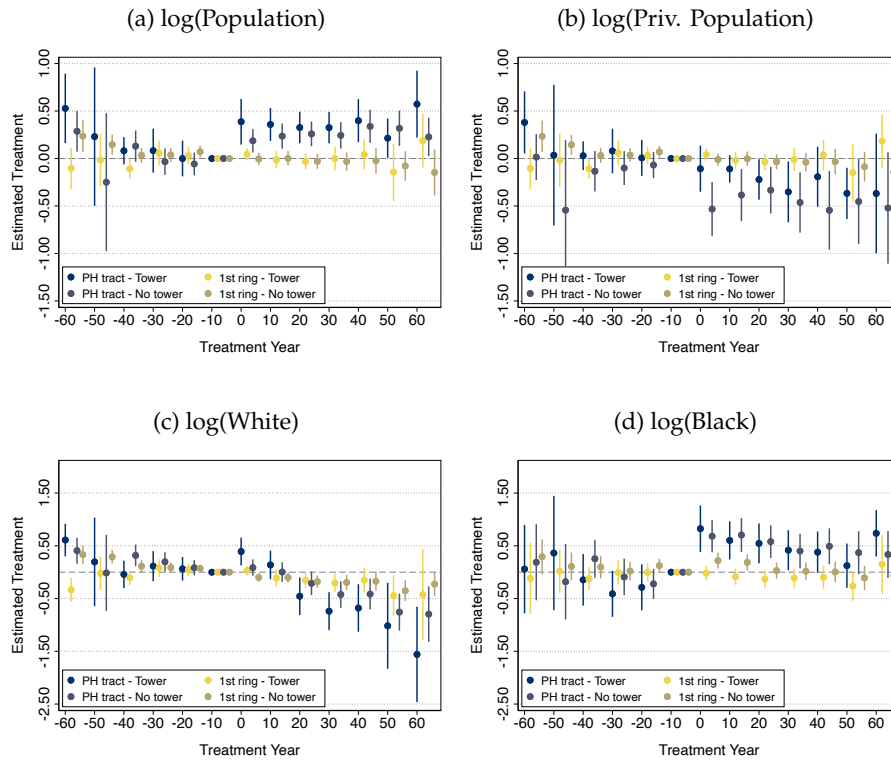 (a) log(Population)
1.00
0.50
0.00
-0.50
-1.00
-1.50
Estimated Treatment
PH tract - Tower
1st ring - Tower
PH tract - No tower
1st ring - No tower
-60 -50 -40 -30 -20 -10 0 10 20 30 40 50 60
Treatment Year
(b) log(Priv. Population)
1.00
0.50
0.00
-0.50
-1.00
-1.50
Estimated Treatment
PH tract - Tower
1st ring - Tower
PH tract - No tower
1st ring - No tower
-60 -50 -40 -30 -20 -10 0 10 20 30 40 50 60
Treatment Year
(c) log(White)
1.50
0.50
-0.50
-1.50
-2.50
Estimated Treatment
PH tract - Tower
1st ring - Tower
PH tract - No tower
1st ring - No tower
-60 -50 -40 -30 -20 -10 0 10 20 30 40 50 60
Treatment Year
(d) log(Black)
1.50
0.50
-0.50
-1.50
-2.50
Estimated Treatment
PH tract - Tower
1st ring - Tower
PH tract - No tower
1st ring - No tower
-60 -50 -40 -30 -20 -10 0 10 20 30 40 50 60
Treatment Year